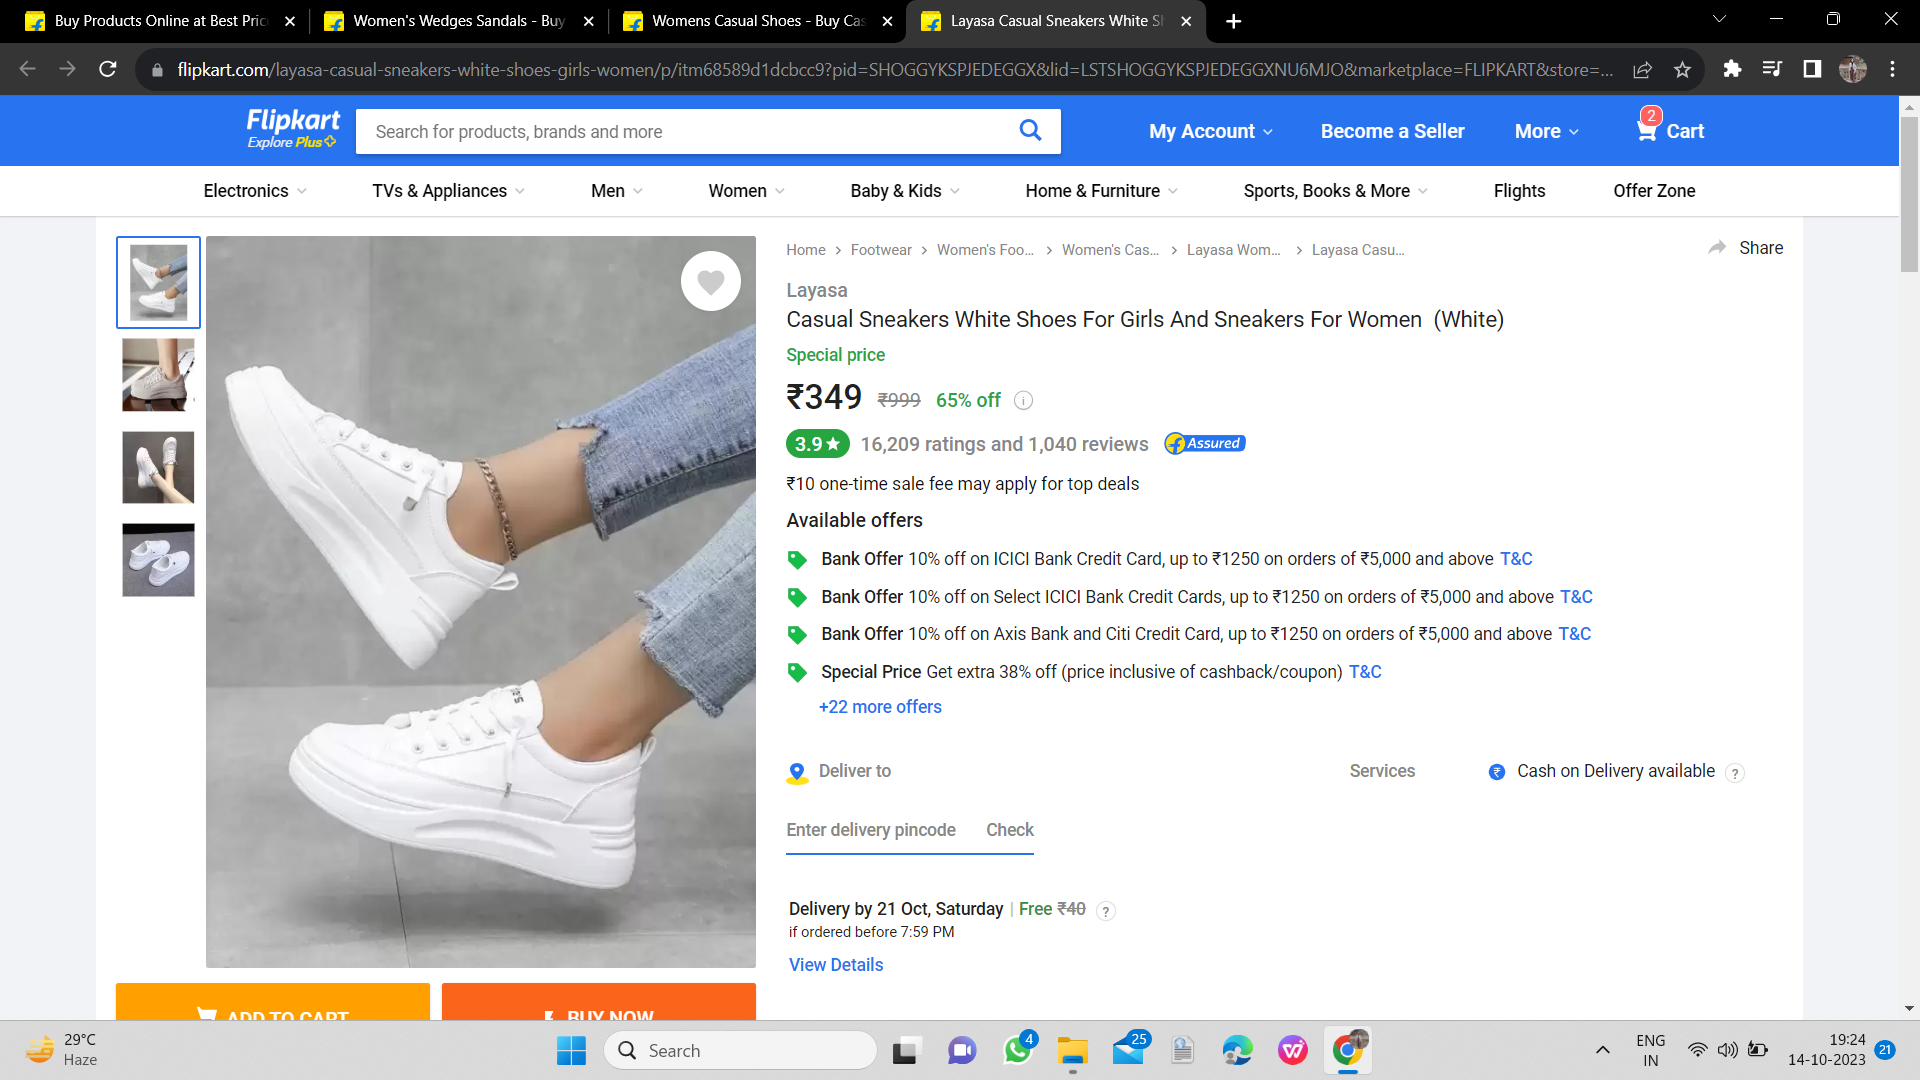 Buy Products Online at Best Pric
Women's Wedges Sandals - Buy
Womens Casual Shoes - Buy Cas
Layasa Casual Sneakers White Sh
flipkart.com/layasa-casual-sneakers-white-shoes-girls-women/p/itm68589d1dcbcc9?pid=SHOGGYKSPJEDEGGX&lid=LSTSHOGGYKSPJEDEGGXNU6MJO&marketplace=FLIPKART&store=...
Flipkart
Explore Plus
Search for products, brands and more
My Account
Become a Seller
More
2
Cart
Electronics
TVs & Appliances
Men
Women
Baby & Kids
Home & Furniture
Sports, Books & More
Flights
Offer Zone
Home > Footwear > Women's Foo... > Women's Cas... > Layasa Wom... > Layasa Casu...
Share
Layasa
Casual Sneakers White Shoes For Girls And Sneakers For Women (White)
Special price
₹349 ₹999 65% off
3.9★ 16,209 ratings and 1,040 reviews Assured
₹10 one-time sale fee may apply for top deals
Available offers
Bank Offer 10% off on ICICI Bank Credit Card, up to ₹1250 on orders of ₹5,000 and above T&C
Bank Offer 10% off on Select ICICI Bank Credit Cards, up to ₹1250 on orders of ₹5,000 and above T&C
Bank Offer 10% off on Axis Bank and Citi Credit Card, up to ₹1250 on orders of ₹5,000 and above T&C
Special Price Get extra 38% off (price inclusive of cashback/coupon) T&C
+22 more offers
Deliver to
Services
₹ Cash on Delivery available ?
Enter delivery pincode
Check
Delivery by 21 Oct, Saturday | Free ₹40 ?
if ordered before 7:59 PM
View Details
ADD TO CART
BUY NOW
29°C
Haze
Search
4
25
ENG
IN
19:24
14-10-2023
21